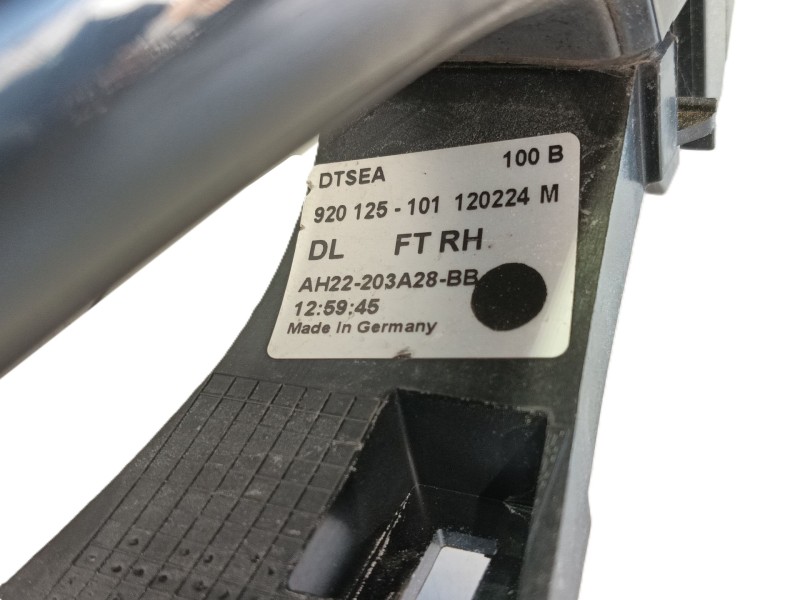 DTSEA 100 B
920 125 - 101 120224 M
DL FT RH
AH22-203A28-BB
12:59:45
Made In Germany